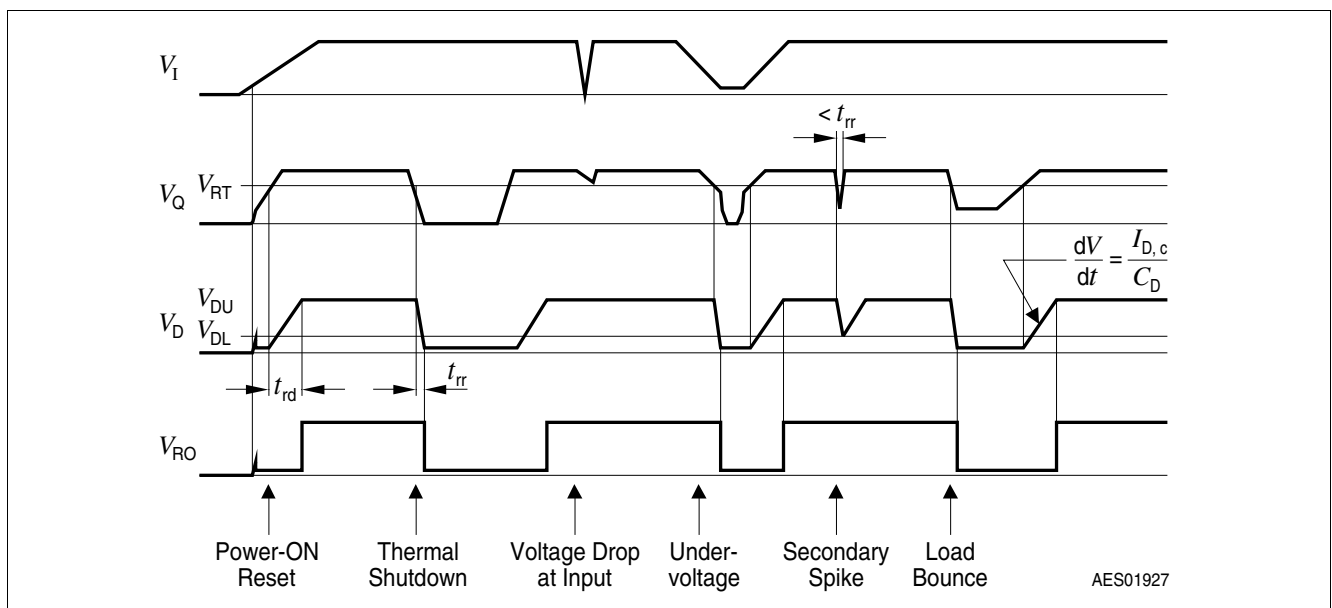 V_I
< t_rr
V_Q V_RT
dV/dt = I_D, c/C_D
V_DU
V_D V_DL
t_rd
t_rr
V_RO
Power-ON Reset
Thermal Shutdown
Voltage Drop at Input
Under-voltage
Secondary Spike
Load Bounce
AES01927